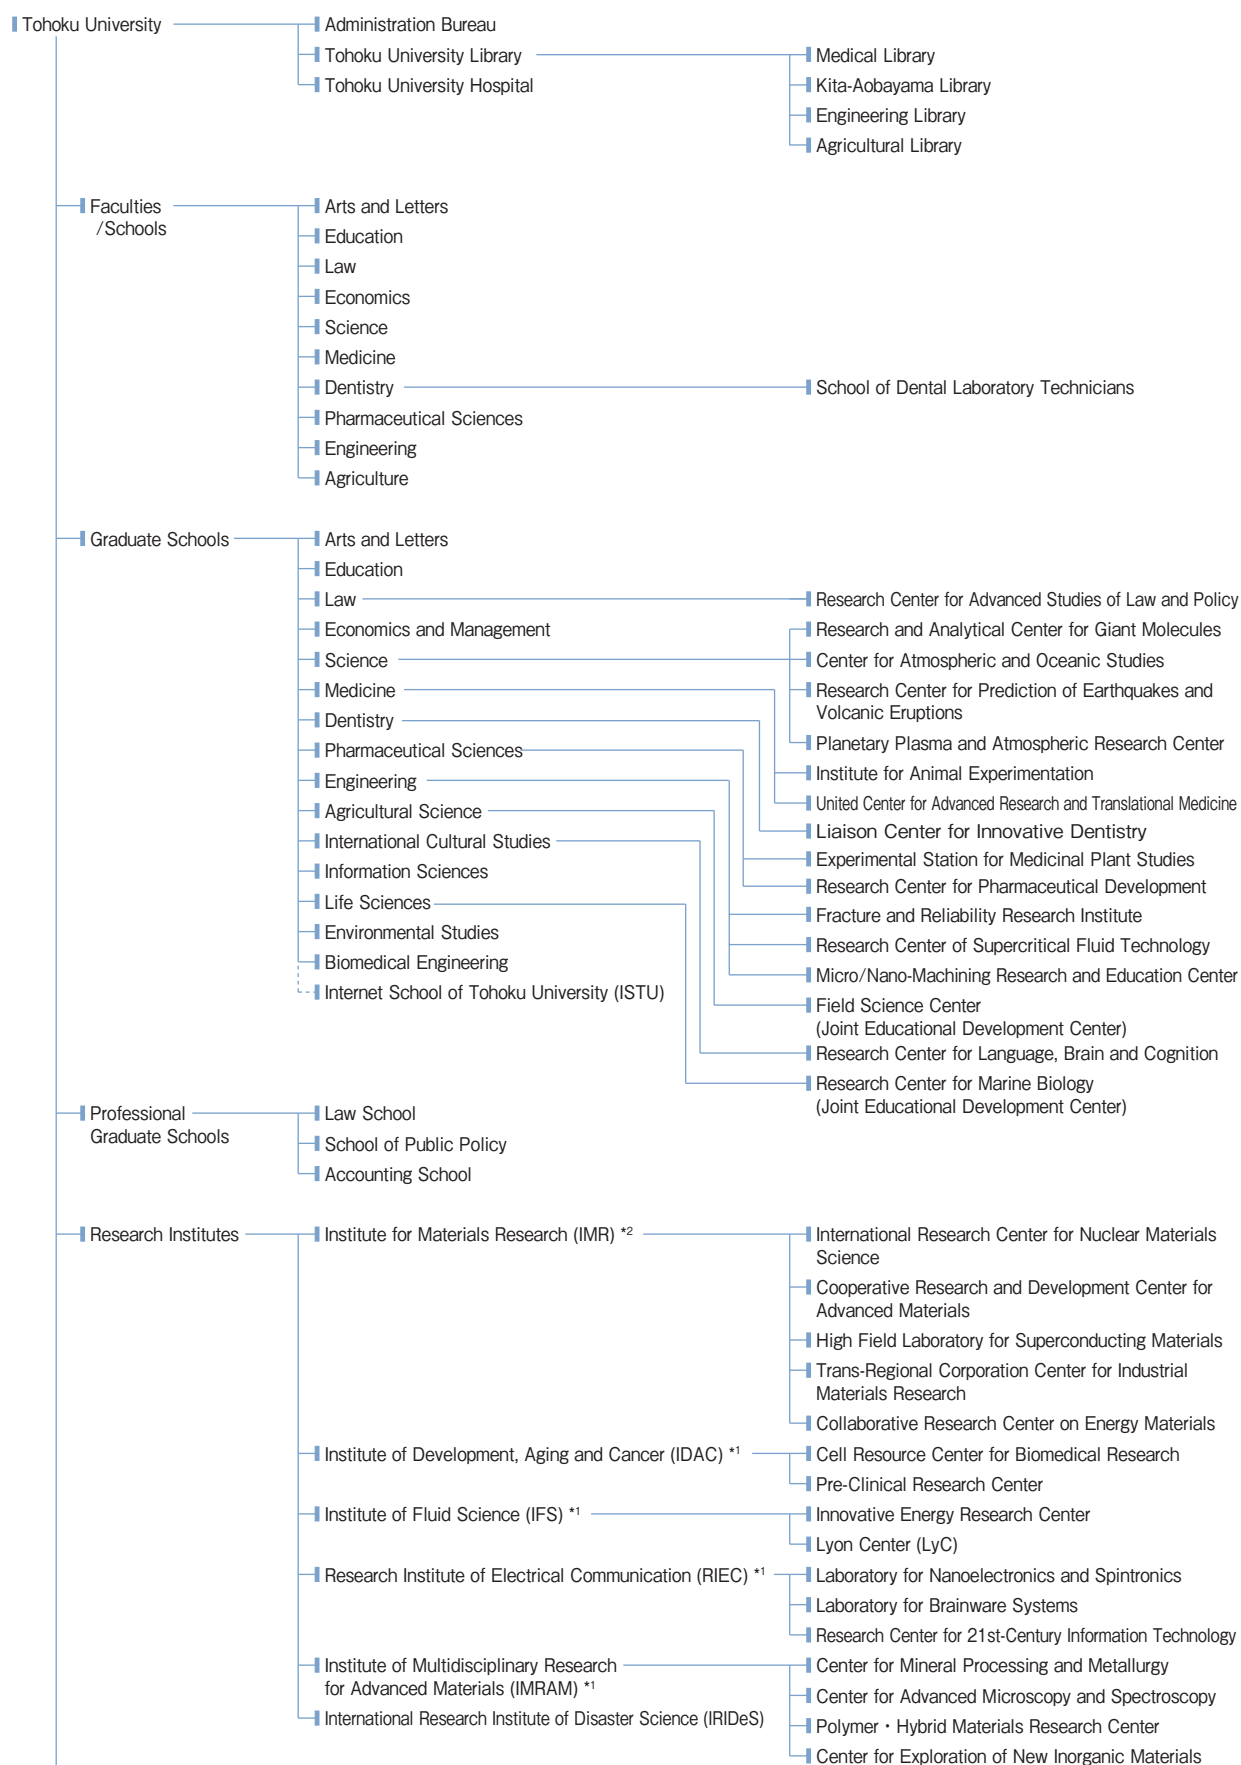 Tohoku University
Administration Bureau
Tohoku University Library
Medical Library
Kita-Aobayama Library
Engineering Library
Agricultural Library
Tohoku University Hospital
Faculties
/Schools
Arts and Letters
Education
Law
Economics
Science
Medicine
Dentistry
School of Dental Laboratory Technicians
Pharmaceutical Sciences
Engineering
Agriculture
Graduate Schools
Arts and Letters
Education
Law
Economics and Management
Science
Medicine
Dentistry
Pharmaceutical Sciences
Engineering
Agricultural Science
International Cultural Studies
Information Sciences
Life Sciences
Environmental Studies
Biomedical Engineering
Internet School of Tohoku University (ISTU)
Research Center for Advanced Studies of Law and Policy
Research and Analytical Center for Giant Molecules
Center for Atmospheric and Oceanic Studies
Research Center for Prediction of Earthquakes and
Volcanic Eruptions
Planetary Plasma and Atmospheric Research Center
Institute for Animal Experimentation
United Center for Advanced Research and Translational Medicine
Liaison Center for Innovative Dentistry
Experimental Station for Medicinal Plant Studies
Research Center for Pharmaceutical Development
Fracture and Reliability Research Institute
Research Center of Supercritical Fluid Technology
Micro/Nano-Machining Research and Education Center
Field Science Center
(Joint Educational Development Center)
Research Center for Language, Brain and Cognition
Research Center for Marine Biology
(Joint Educational Development Center)
Professional
Graduate Schools
Law School
School of Public Policy
Accounting School
Research Institutes
Institute for Materials Research (IMR) *2
International Research Center for Nuclear Materials
Science
Cooperative Research and Development Center for
Advanced Materials
High Field Laboratory for Superconducting Materials
Trans-Regional Corporation Center for Industrial
Materials Research
Collaborative Research Center on Energy Materials
Institute of Development, Aging and Cancer (IDAC) *1
Cell Resource Center for Biomedical Research
Pre-Clinical Research Center
Institute of Fluid Science (IFS) *1
Innovative Energy Research Center
Lyon Center (LyC)
Research Institute of Electrical Communication (RIEC) *1
Laboratory for Nanoelectronics and Spintronics
Laboratory for Brainware Systems
Research Center for 21st-Century Information Technology
Institute of Multidisciplinary Research
for Advanced Materials (IMRAM) *1
Center for Mineral Processing and Metallurgy
Center for Advanced Microscopy and Spectroscopy
Polymer・Hybrid Materials Research Center
Center for Exploration of New Inorganic Materials
International Research Institute of Disaster Science (IRIDeS)